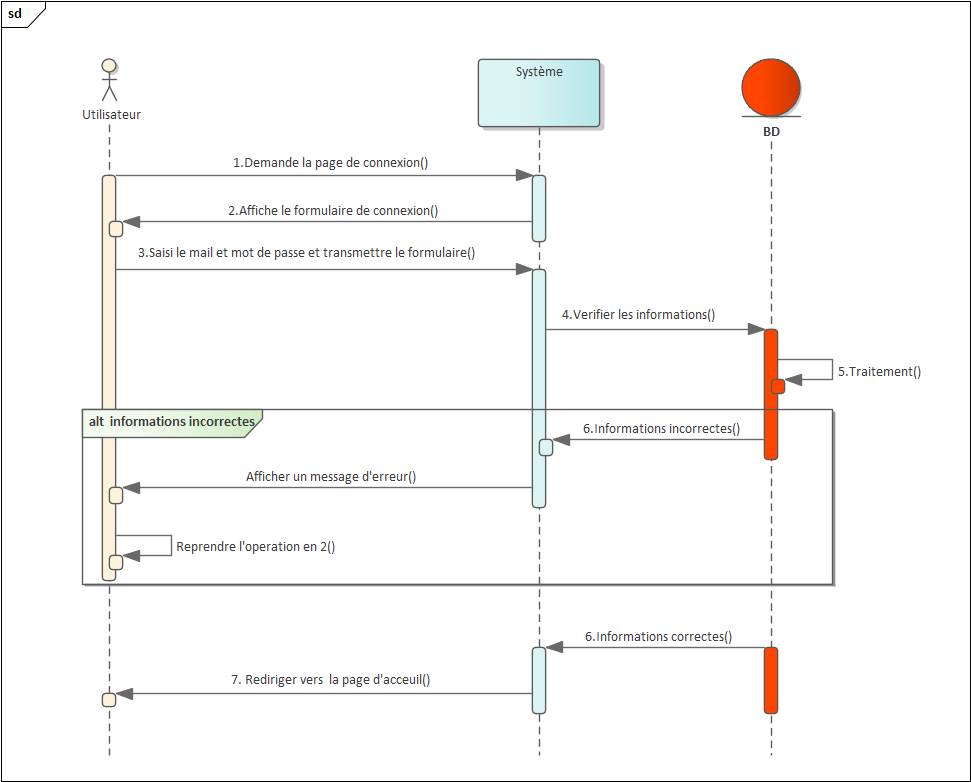 sd
Système
Utilisateur
BD
1.Demande la page de connexion()
2.Affiche le formulaire de connexion()
3.Saisi le mail et mot de passe et transmettre le formulaire()
4.Verifier les informations()
5.Traitement()
alt informations incorrectes
6.Informations incorrectes()
Afficher un message d'erreur()
Reprendre l'operation en 2()
6.Informations correctes()
7. Rediriger vers la page d'acceuil()